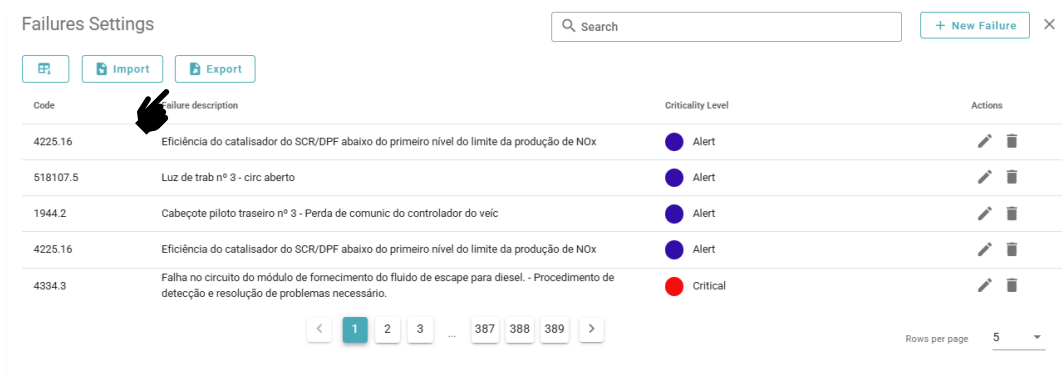 Failures Settings
Search
+ New Failure
Import
Export
Code
Failure description
Criticality Level
Actions
4225.16
Eficiência do catalisador do SCR/DPF abaixo do primeiro nível do limite da produção de NOx
Alert
518107.5
Luz de trab nº 3 - circ aberto
Alert
1944.2
Cabeçote piloto traseiro nº 3 - Perda de comunic do controlador do veíc
Alert
4225.16
Eficiência do catalisador do SCR/DPF abaixo do primeiro nível do limite da produção de NOx
Alert
4334.3
Falha no circuito do módulo de fornecimento do fluido de escape para diesel. - Procedimento de
detecção e resolução de problemas necessário.
Critical
1 2 3 ... 387 388 389
Rows per page 5